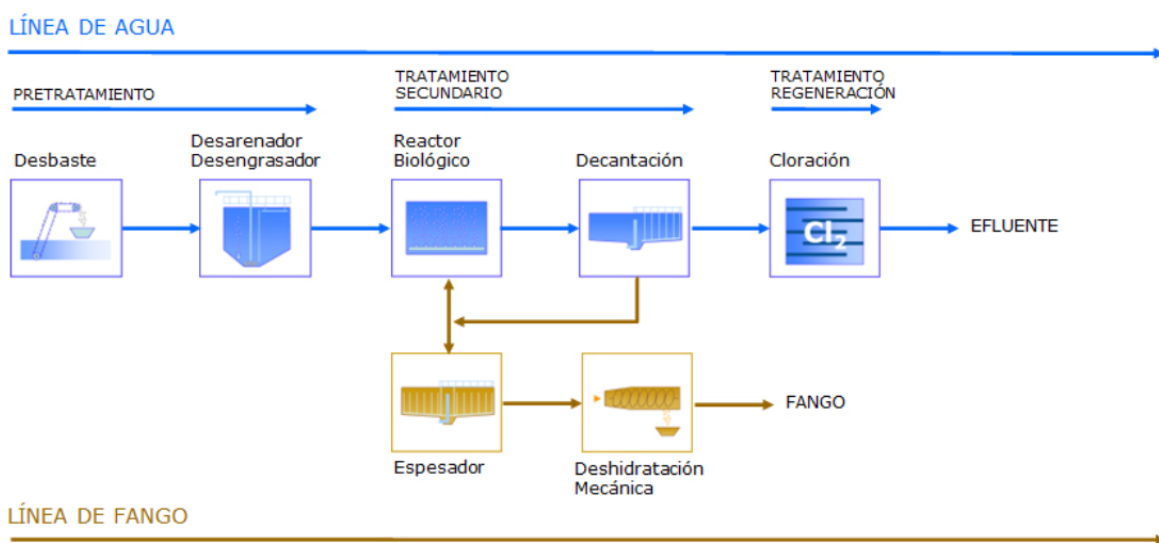 LÍNEA DE AGUA
PRETRATAMIENTO
TRATAMIENTO
SECUNDARIO
TRATAMIENTO
REGENERACIÓN
Desbaste
Desarenador
Desengrasador
Reactor
Biológico
Decantación
Cloración
Cl2
EFLUENTE
FANGO
Espesador
Deshidratación
Mecánica
LÍNEA DE FANGO